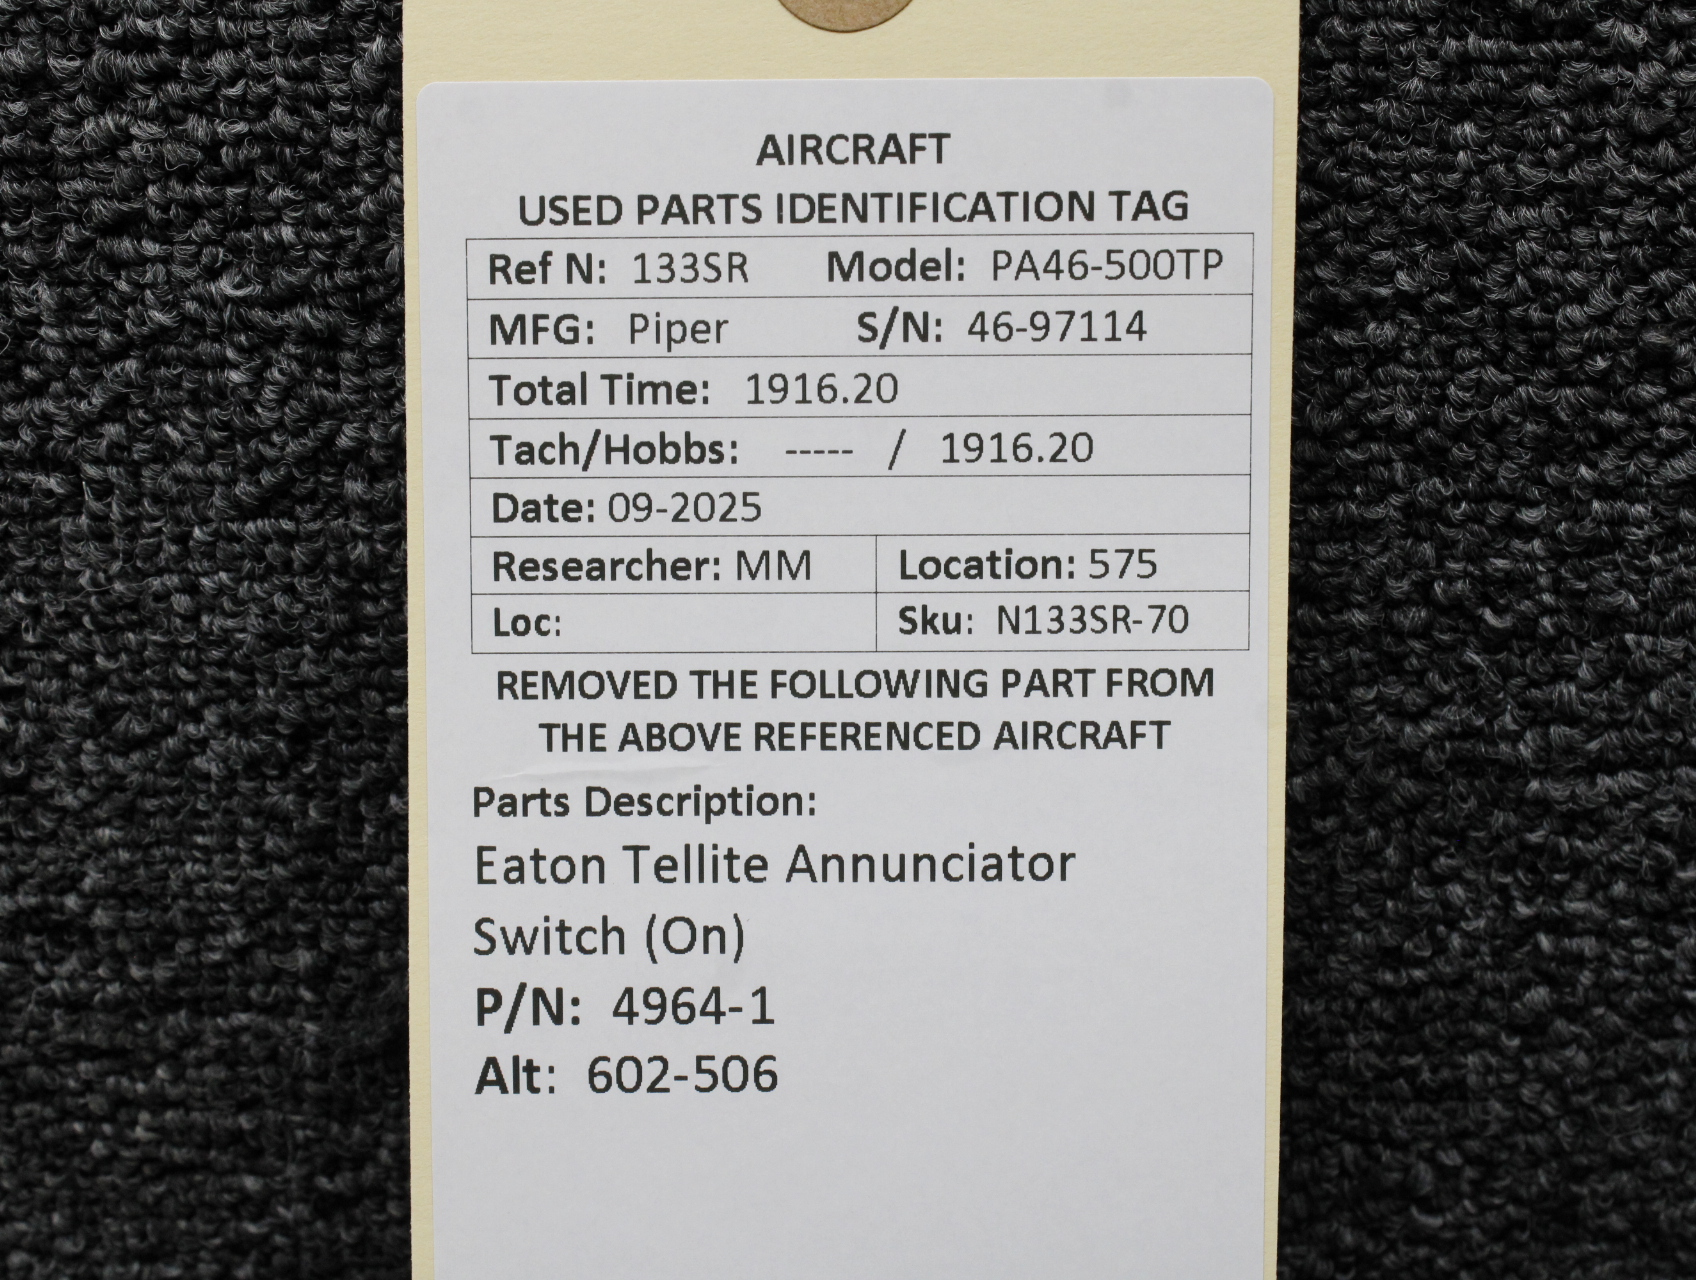 AIRCRAFT
USED PARTS IDENTIFICATION TAG
Ref N: 133SR Model: PA46-500TP
MFG: Piper S/N: 46-97114
Total Time: 1916.20
Tach/Hobbs: ----- / 1916.20
Date: 09-2025
Researcher: MM Location: 575
Loc: Sku: N133SR-70
REMOVED THE FOLLOWING PART FROM
THE ABOVE REFERENCED AIRCRAFT
Parts Description:
Eaton Tellite Annunciator
Switch (On)
P/N: 4964-1
Alt: 602-506